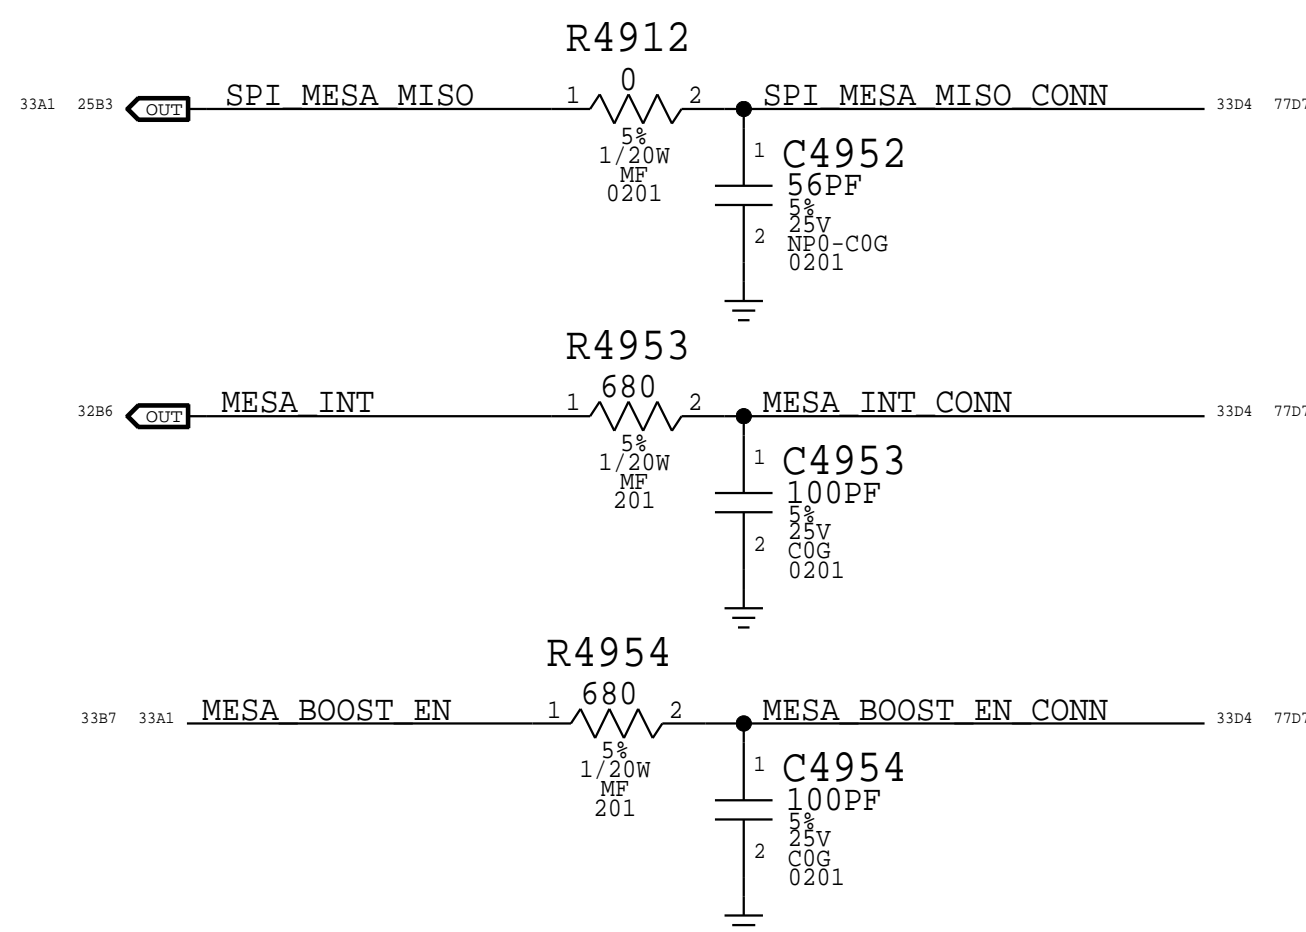 R4912
0
33A1 25B3 OUT SPI_MESA_MISO 1 2 SPI_MESA_MISO_CONN 33D4 77D7
5%
1/20W
MF
0201
1 C4952
56PF
5%
25V
2 NP0-C0G
0201
R4953
680
32B6 OUT MESA_INT 1 2 MESA_INT_CONN 33D4 77D7
5%
1/20W
MF
201
1 C4953
100PF
5%
25V
2 C0G
0201
R4954
680
33B7 33A1 MESA_BOOST_EN 1 2 MESA_BOOST_EN_CONN 33D4 77D7
5%
1/20W
MF
201
1 C4954
100PF
5%
25V
2 C0G
0201